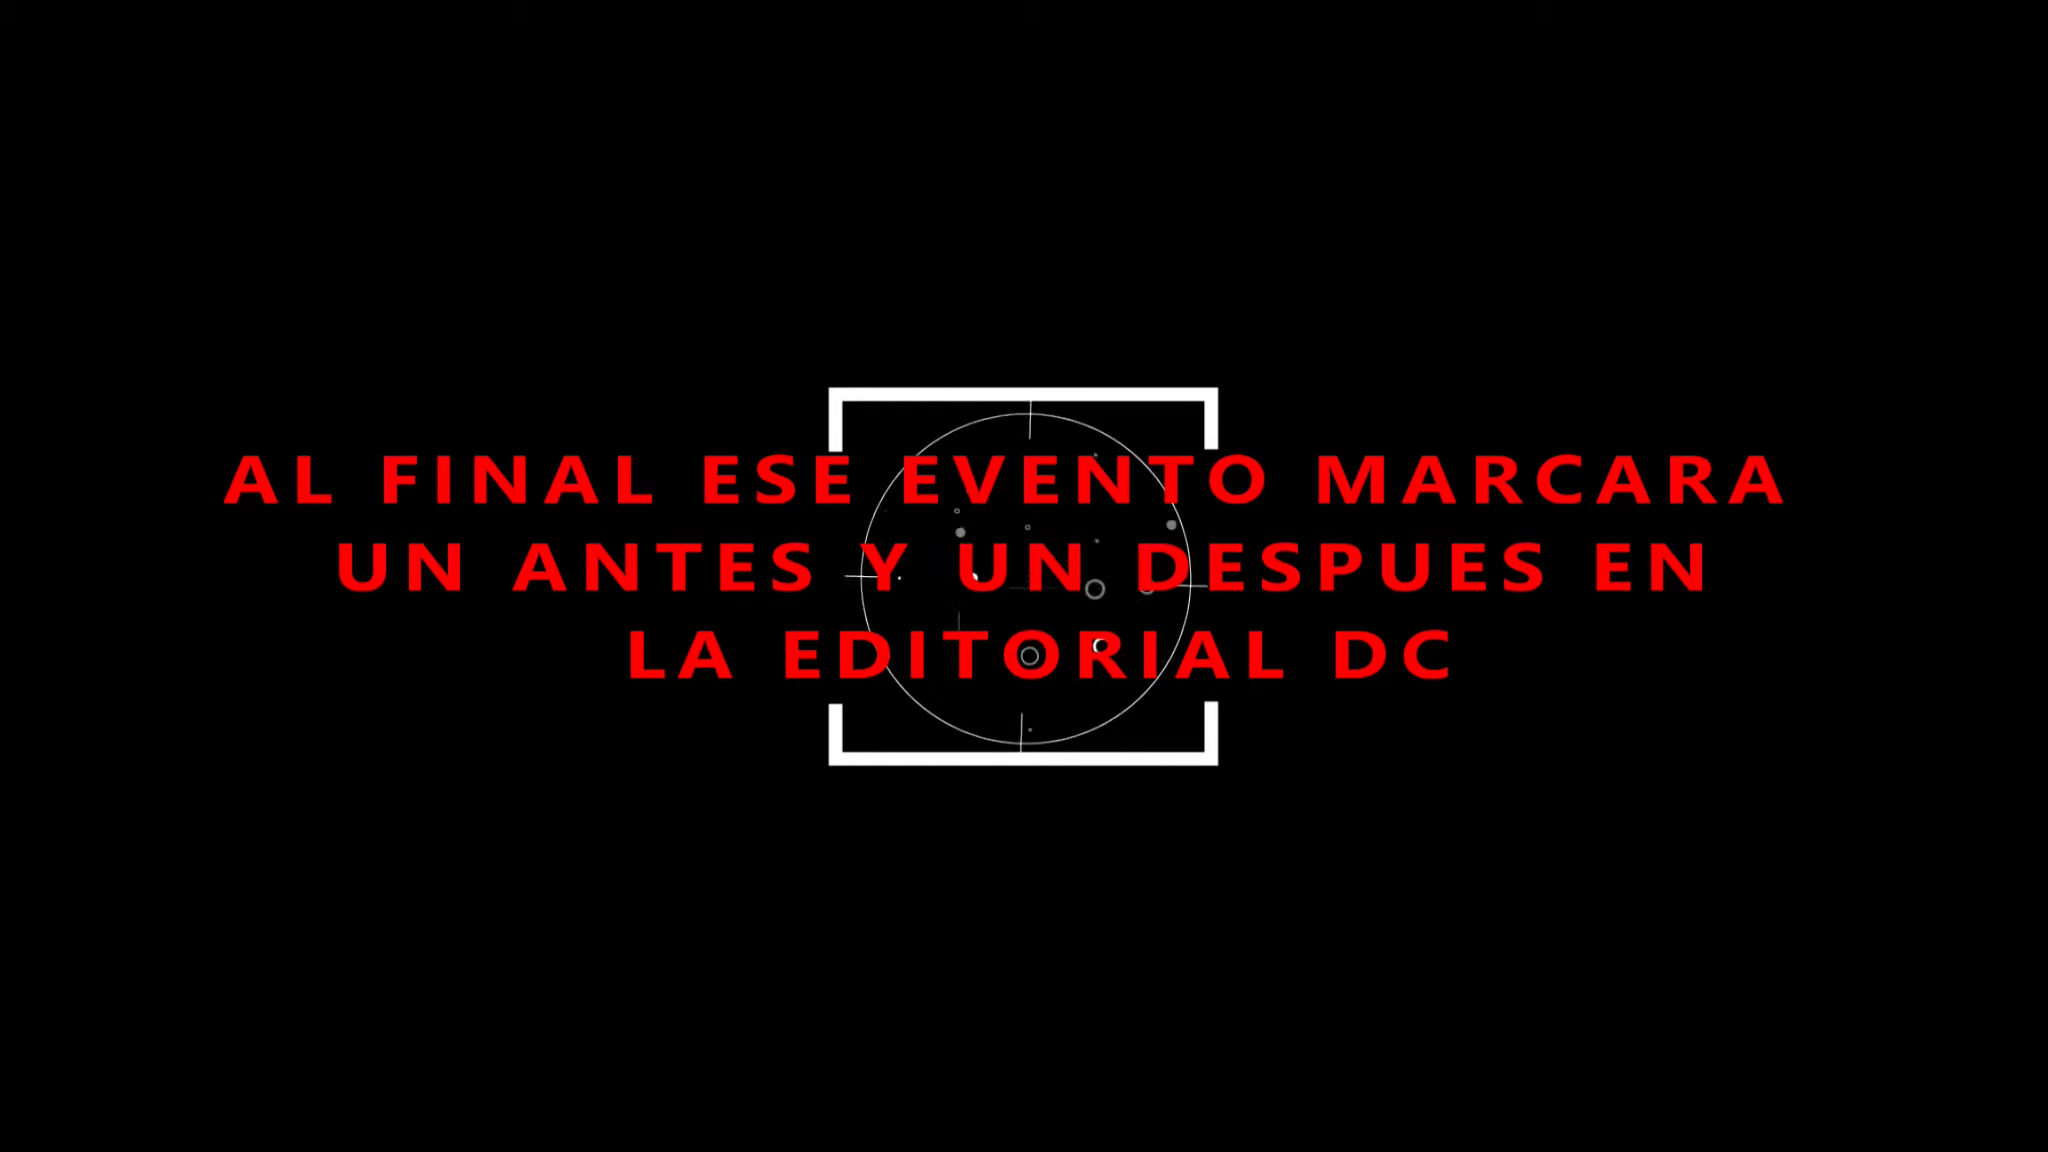 AL FINAL ESE EVENTO MARCARA
UN ANTES Y UN DESPUES EN
LA EDITORIAL DC